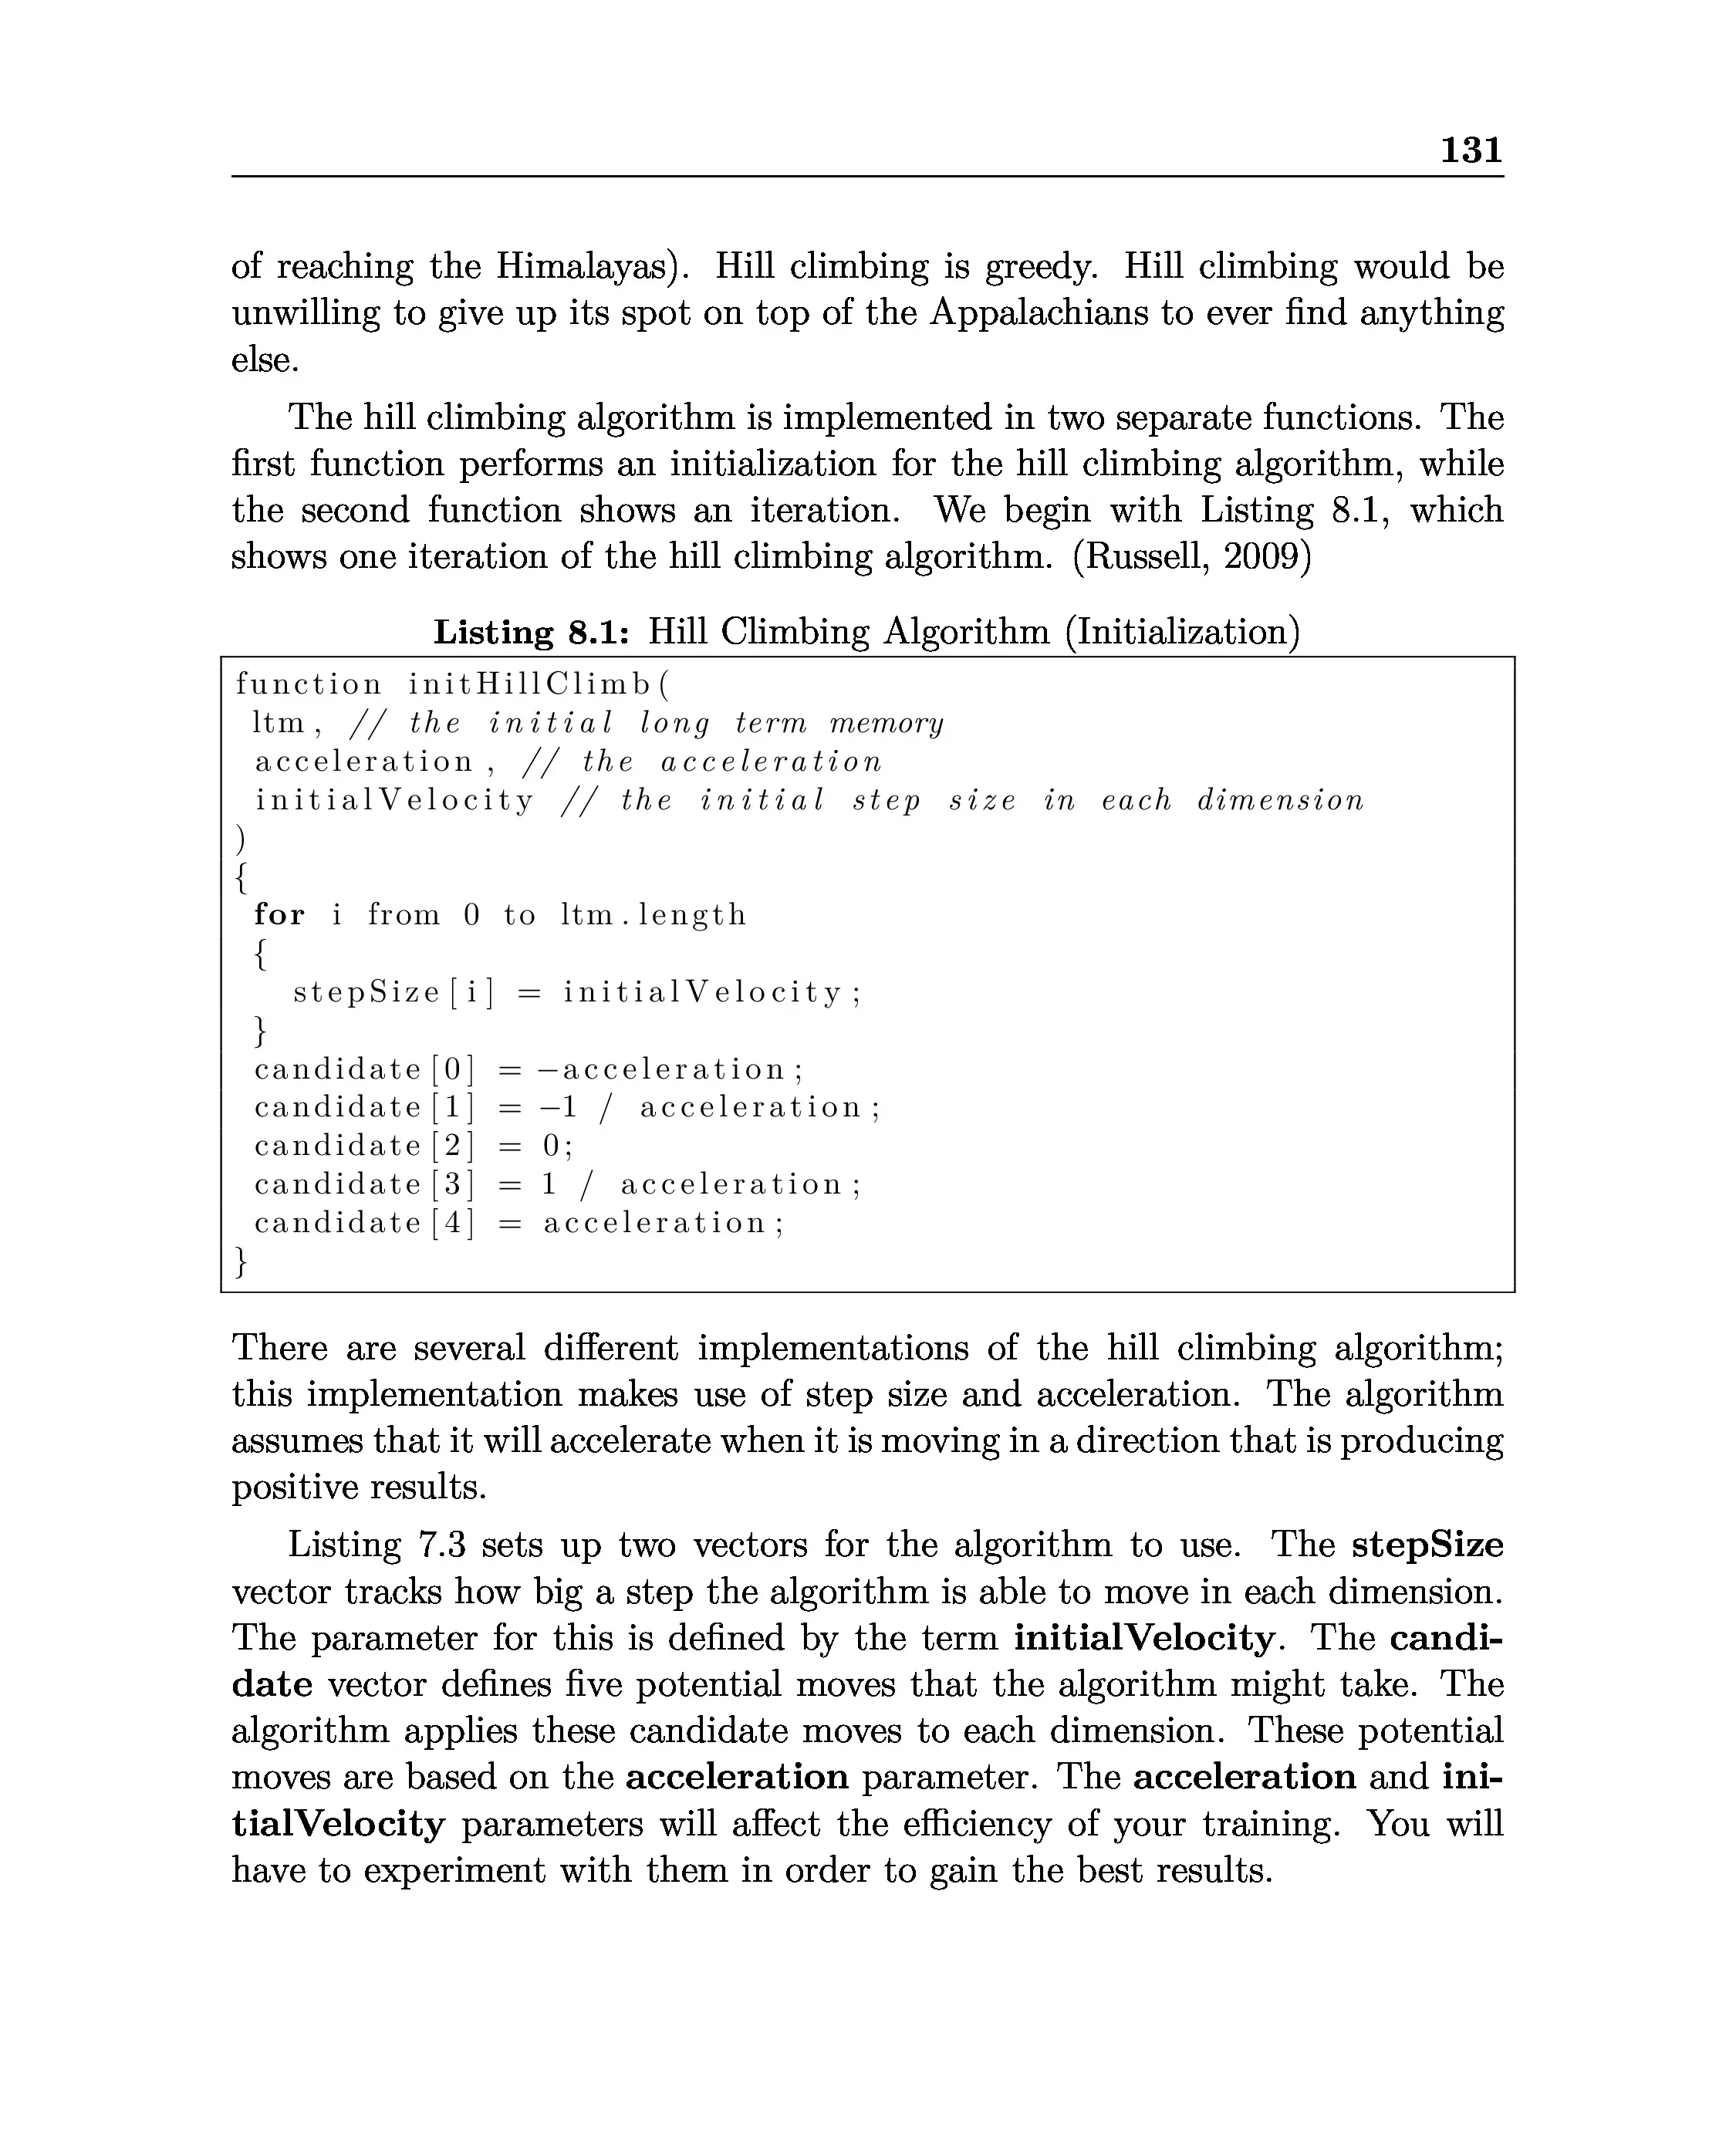 131
of reaching the Himalayas). Hill climbing is greedy. Hill climbing would be
unwilling to give up its spot on top of the Appalachians to ever find anything
else.
The hill climbing algorithm is implemented in two separate functions. The
first function performs an initialization for the hill climbing algorithm, while
the second function shows an iteration. We begin with Listing 8.1, which
shows one iteration of the hill climbing algorithm. (Russell, 2009)
Listing 8.1: Hill Climbing Algorithm (Initialization)
function initHillClimb(
ltm, // the initial long term memory
acceleration, // the acceleration
initialVelocity // the initial step size in each dimension
)
{
for i from 0 to ltm.length
{
stepSize[i] = initialVelocity;
}
candidate[0] = −acceleration;
candidate[1] = −1 / acceleration;
candidate[2] = 0;
candidate[3] = 1 / acceleration;
candidate[4] = acceleration;
}
There are several different implementations of the hill climbing algorithm;
this implementation makes use of step size and acceleration. The algorithm
assumes that it will accelerate when it is moving in a direction that is producing
positive results.
Listing 7.3 sets up two vectors for the algorithm to use. The stepSize
vector tracks how big a step the algorithm is able to move in each dimension.
The parameter for this is defined by the term initialVelocity. The candi-
date vector defines five potential moves that the algorithm might take. The
algorithm applies these candidate moves to each dimension. These potential
moves are based on the acceleration parameter. The acceleration and ini-
tialVelocity parameters will affect the efficiency of your training. You will
have to experiment with them in order to gain the best results.